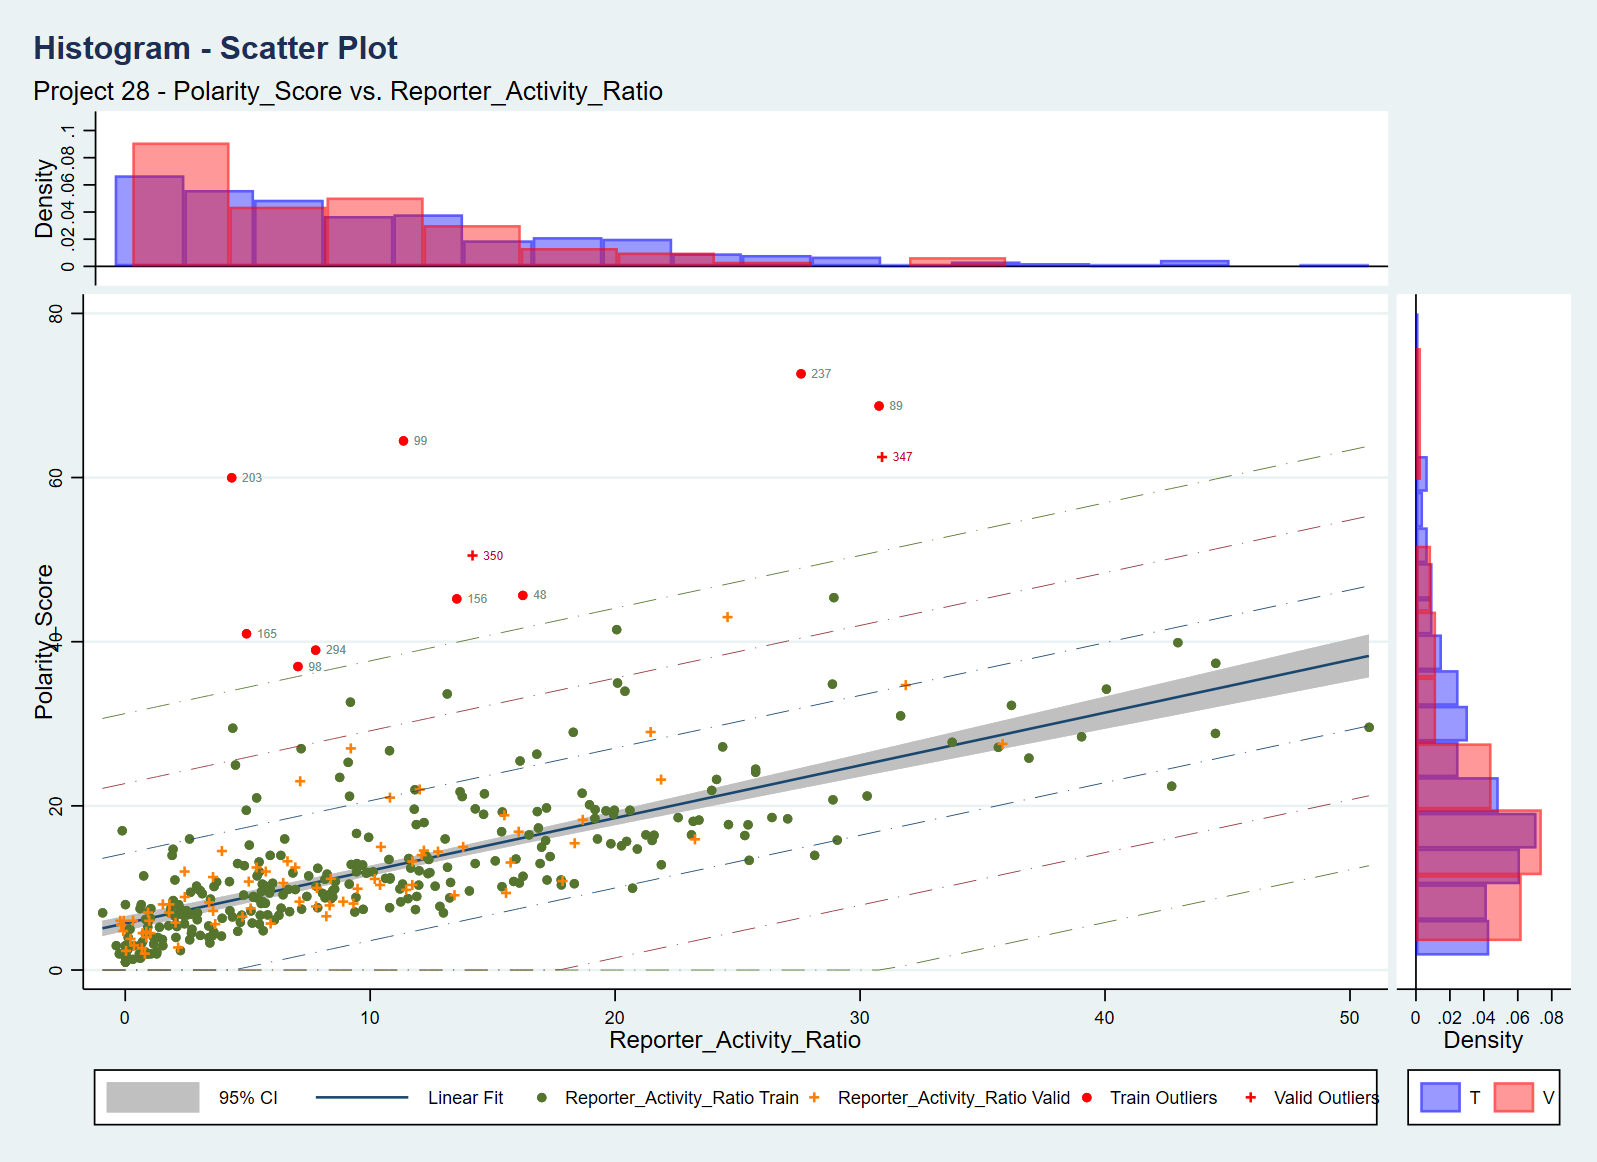 Histogram - Scatter Plot
Project 28 - Polarity_Score vs. Reporter_Activity_Ratio
Density
0 .02 .04 .06 .08 .1
Polarity_Score
0 20 40 60 80
237
89
99
347
203
350
156
48
165
294
98
0 10 20 30 40 50
Reporter_Activity_Ratio
0 .02 .04 .06 .08
Density
95% CI Linear Fit Reporter_Activity_Ratio Train Reporter_Activity_Ratio Valid Train Outliers Valid Outliers
T V